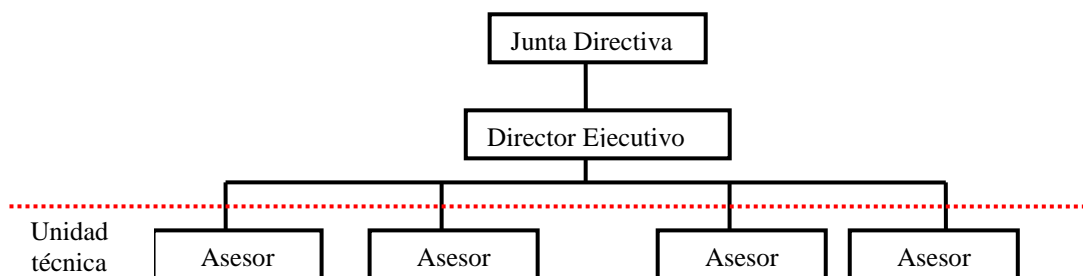 Junta Directiva
Director Ejecutivo
Unidad
técnica
Asesor
Asesor
Asesor
Asesor